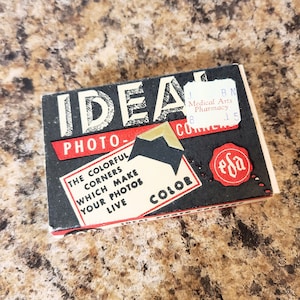 IDEAL
PHOTO-CORNERS
Medical Arts
Pharmacy
THE COLORFUL
CORNERS
WHICH MAKE
YOUR PHOTOS
LIVE
COLOR